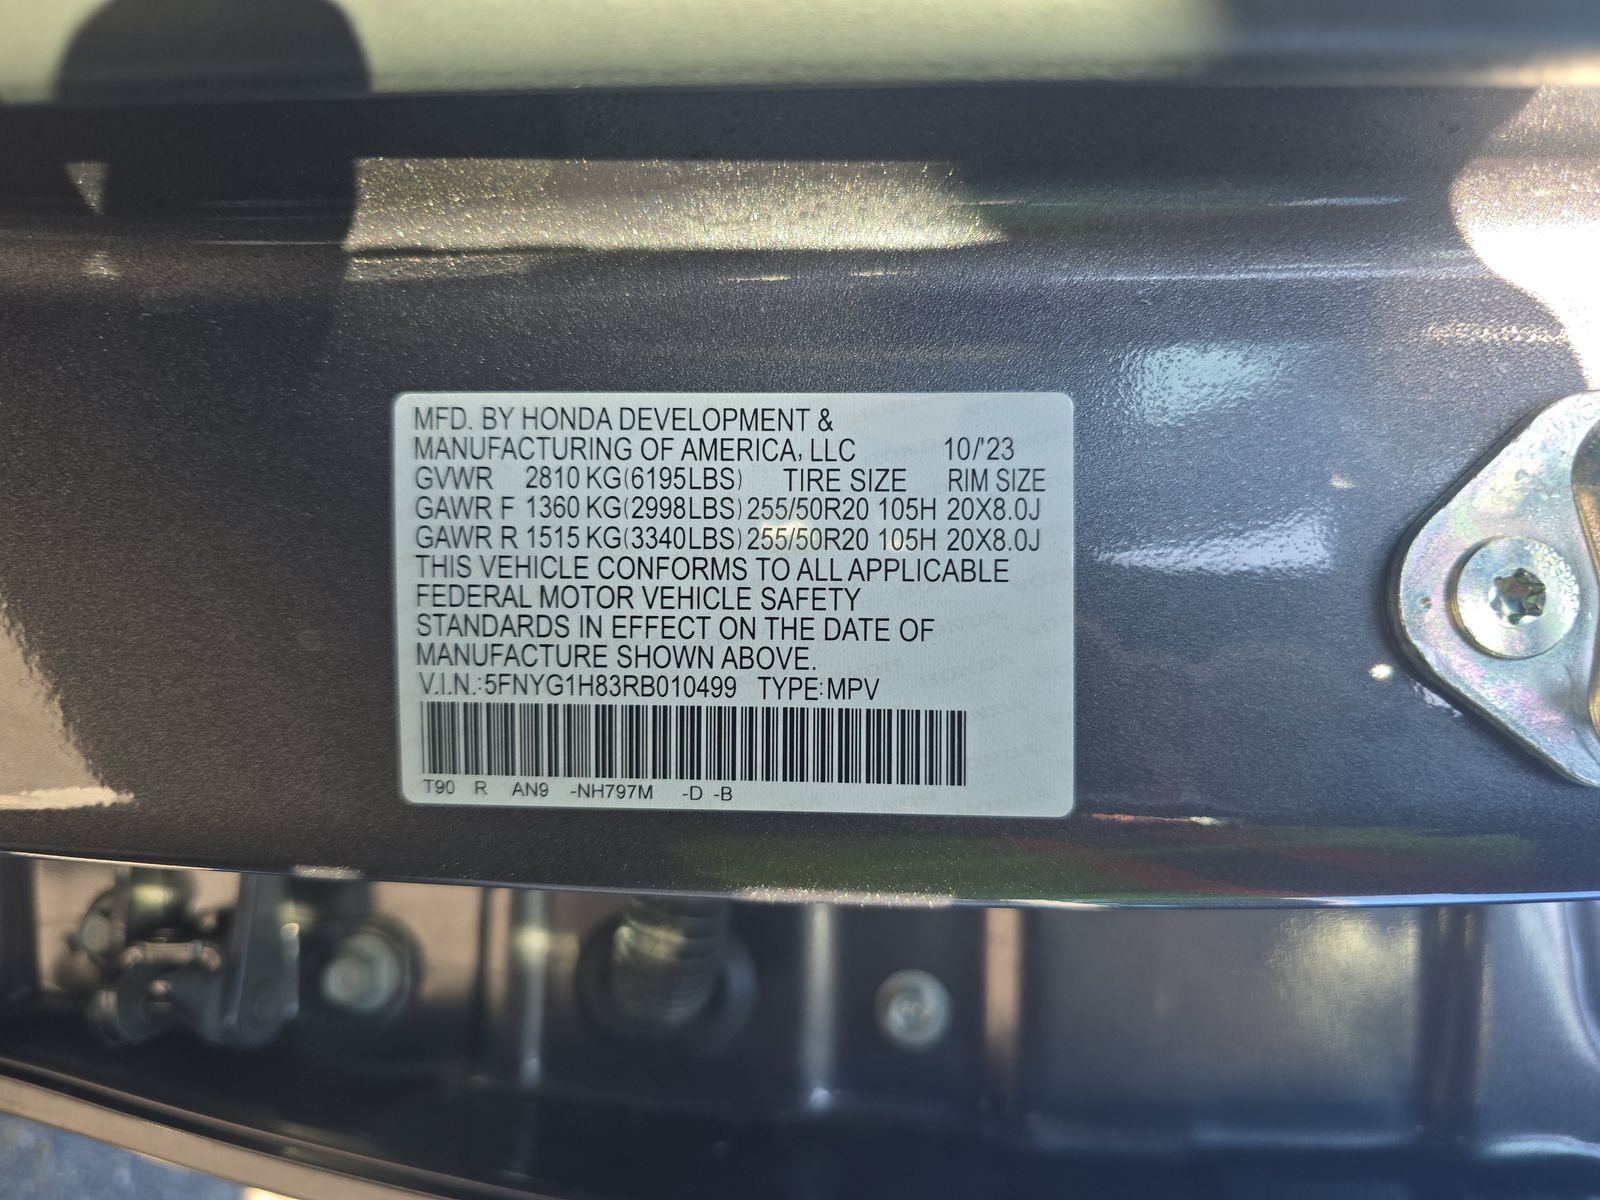 MFD. BY HONDA DEVELOPMENT &
MANUFACTURING OF AMERICA, LLC 10/'23
GVWR 2810 KG(6195LBS) TIRE SIZE RIM SIZE
GAWR F 1360 KG(2998LBS) 255/50R20 105H 20X8.0J
GAWR R 1515 KG(3340LBS) 255/50R20 105H 20X8.0J
THIS VEHICLE CONFORMS TO ALL APPLICABLE
FEDERAL MOTOR VEHICLE SAFETY
STANDARDS IN EFFECT ON THE DATE OF
MANUFACTURE SHOWN ABOVE.
V.I.N.:5FNYG1H83RB010499 TYPE:MPV
T90 R AN9 -NH797M -D -B